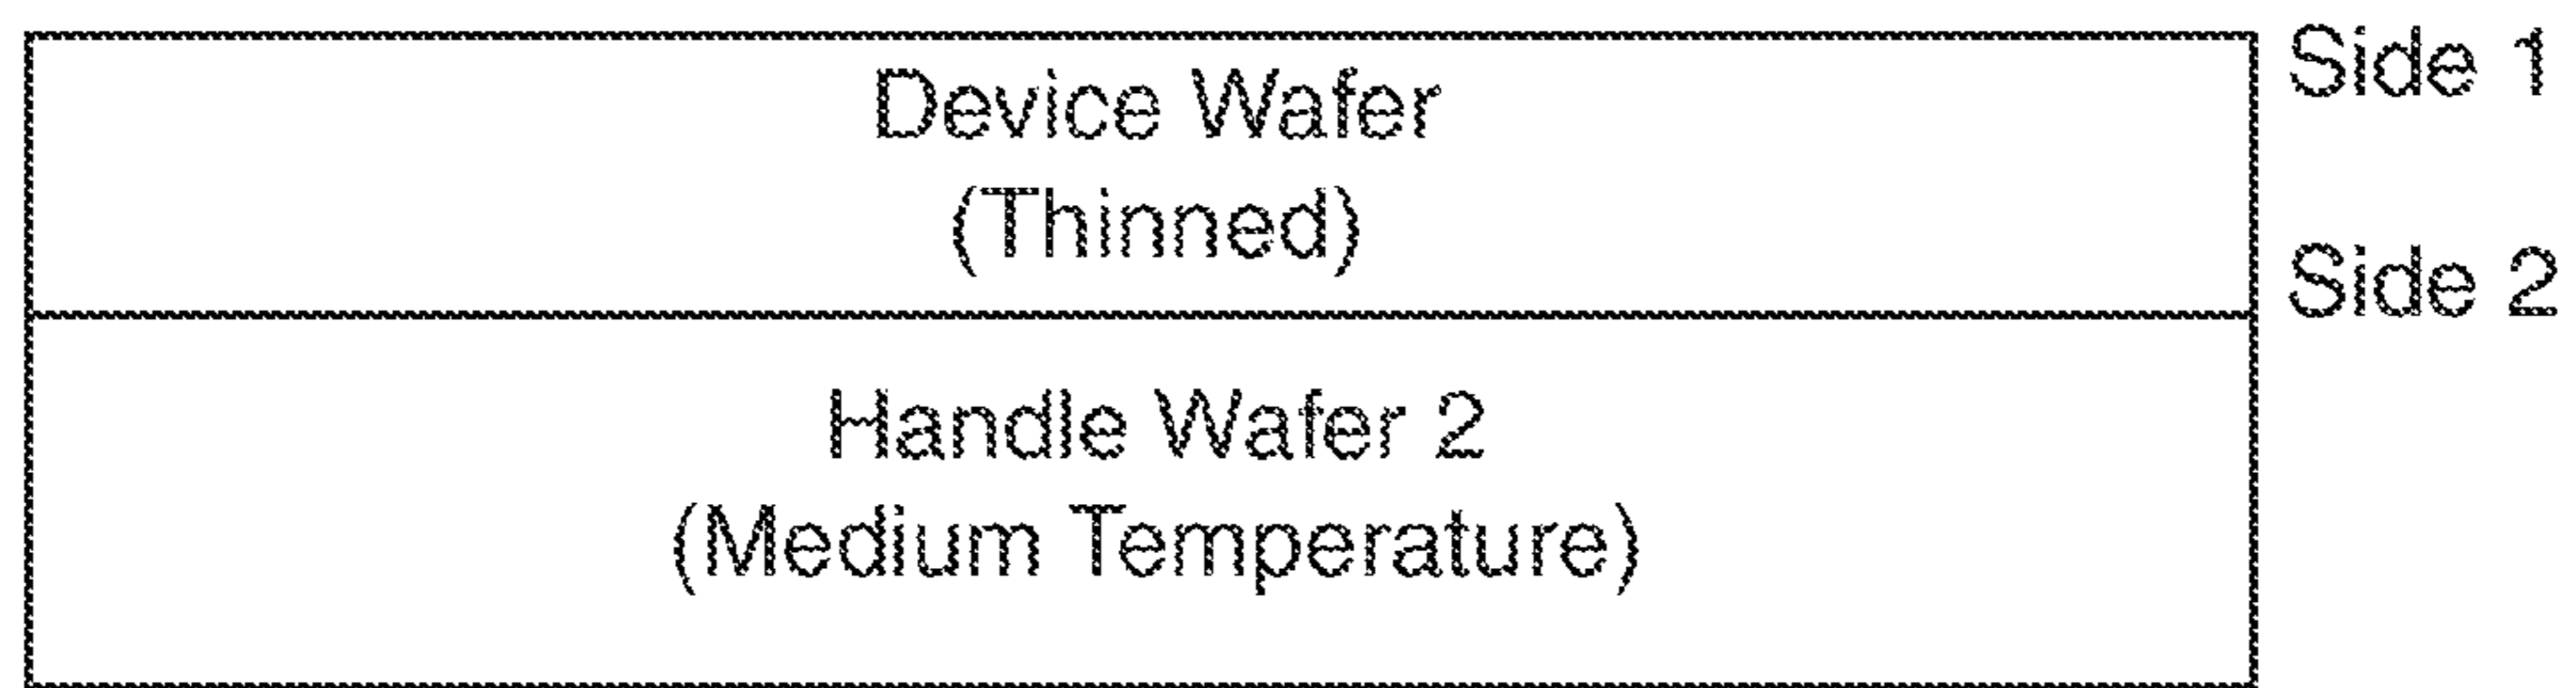 Device Wafer
(Thinned)
Side 1
Side 2
Handle Wafer 2
(Medium Temperature)